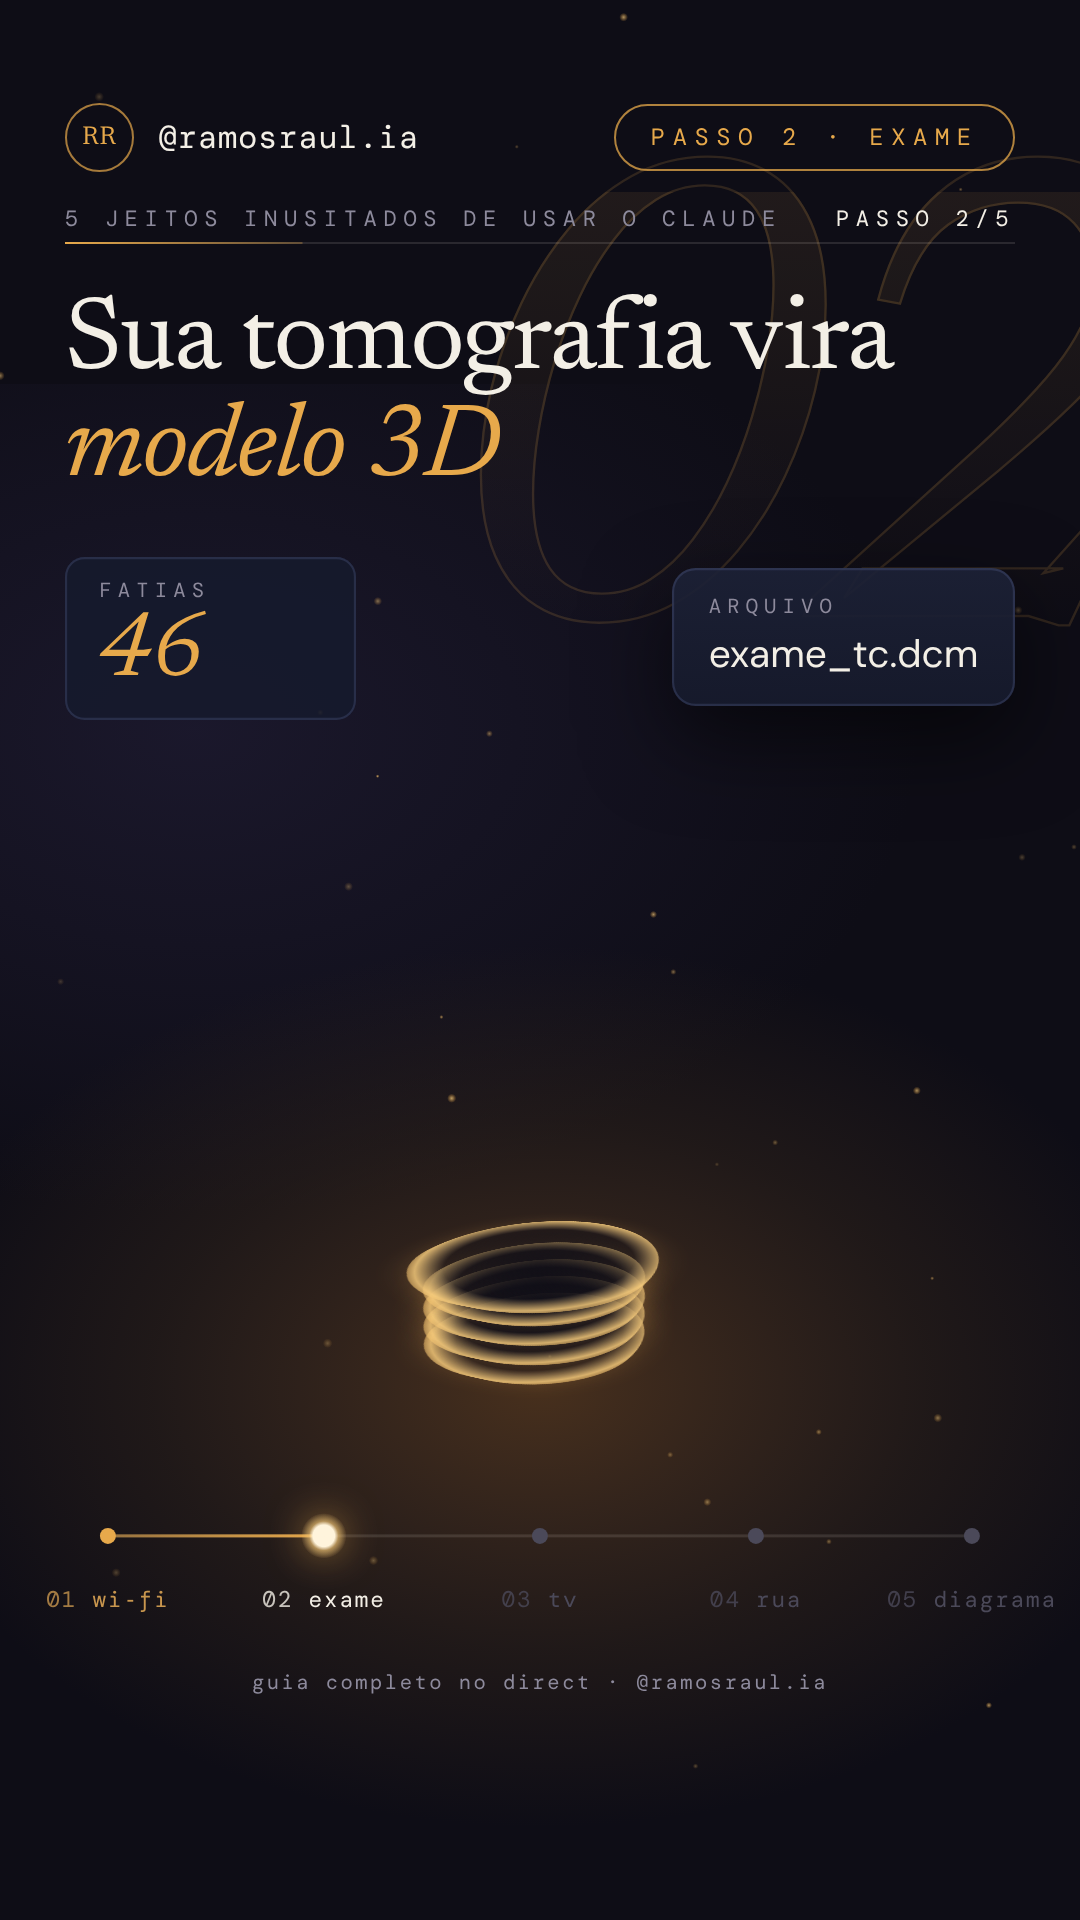 RR @ramosraul.ia
PASSO 2 · EXAME
5 JEITOS INUSITADOS DE USAR O CLAUDE
PASSO 2/5
02
Sua tomografia vira
modelo 3D
FATIAS
46
ARQUIVO
exame_tc.dcm
01 wi-fi
02 exame
03 tv
04 rua
05 diagrama
guia completo no direct · @ramosraul.ia